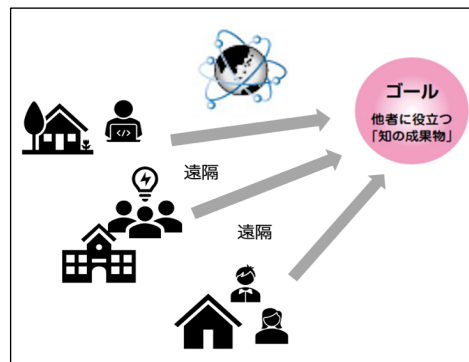 ゴール
他者に役立つ
「知の成果物」
遠隔
遠隔